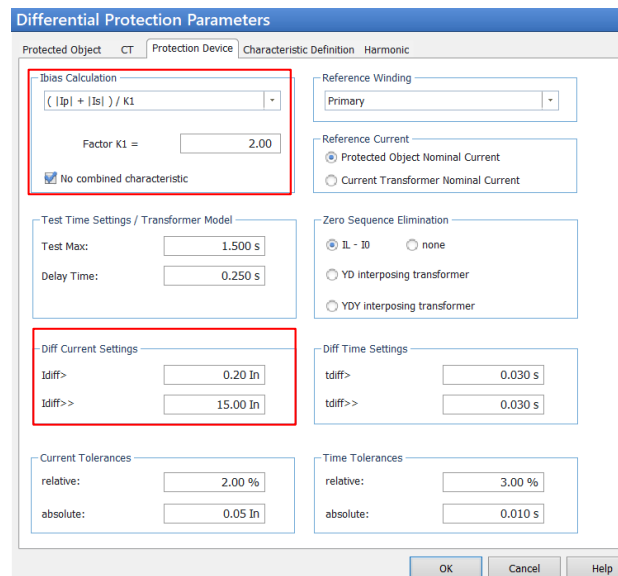 Differential Protection Parameters
Protected Object CT Protection Device Characteristic Definition Harmonic
Ibias Calculation
( |Ip| + |Is| ) / K1
Factor K1 = 2.00
No combined characteristic
Reference Winding
Primary
Reference Current
Protected Object Nominal Current
Current Transformer Nominal Current
Test Time Settings / Transformer Model
Test Max: 1.500 s
Delay Time: 0.250 s
Zero Sequence Elimination
IL - I0 none
YD interposing transformer
YDY interposing transformer
Diff Current Settings
Idiff> 0.20 In
Idiff>> 15.00 In
Diff Time Settings
tdiff> 0.030 s
tdiff>> 0.030 s
Current Tolerances
relative: 2.00 %
absolute: 0.05 In
Time Tolerances
relative: 3.00 %
absolute: 0.010 s
OK Cancel Help